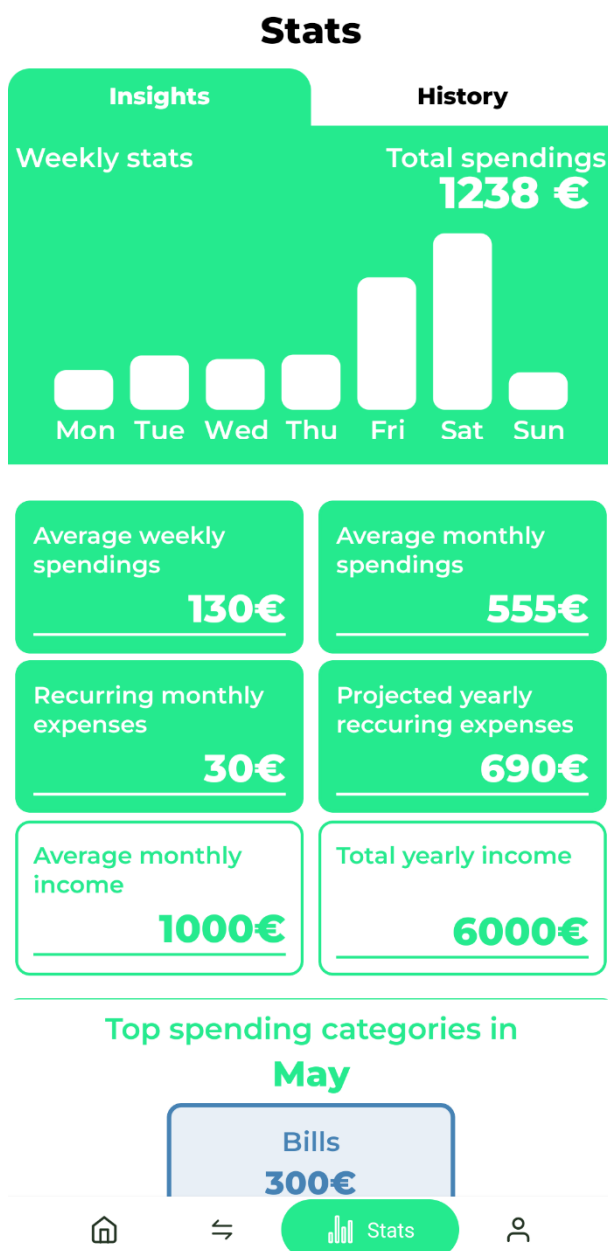 Stats
Insights
History
Weekly stats
Total spendings
1238 €
Mon Tue Wed Thu Fri Sat Sun
Average weekly
spendings
130€
Average monthly
spendings
555€
Recurring monthly
expenses
30€
Projected yearly
reccuring expenses
690€
Average monthly
income
1000€
Total yearly income
6000€
Top spending categories in
May
Bills
300€
Stats